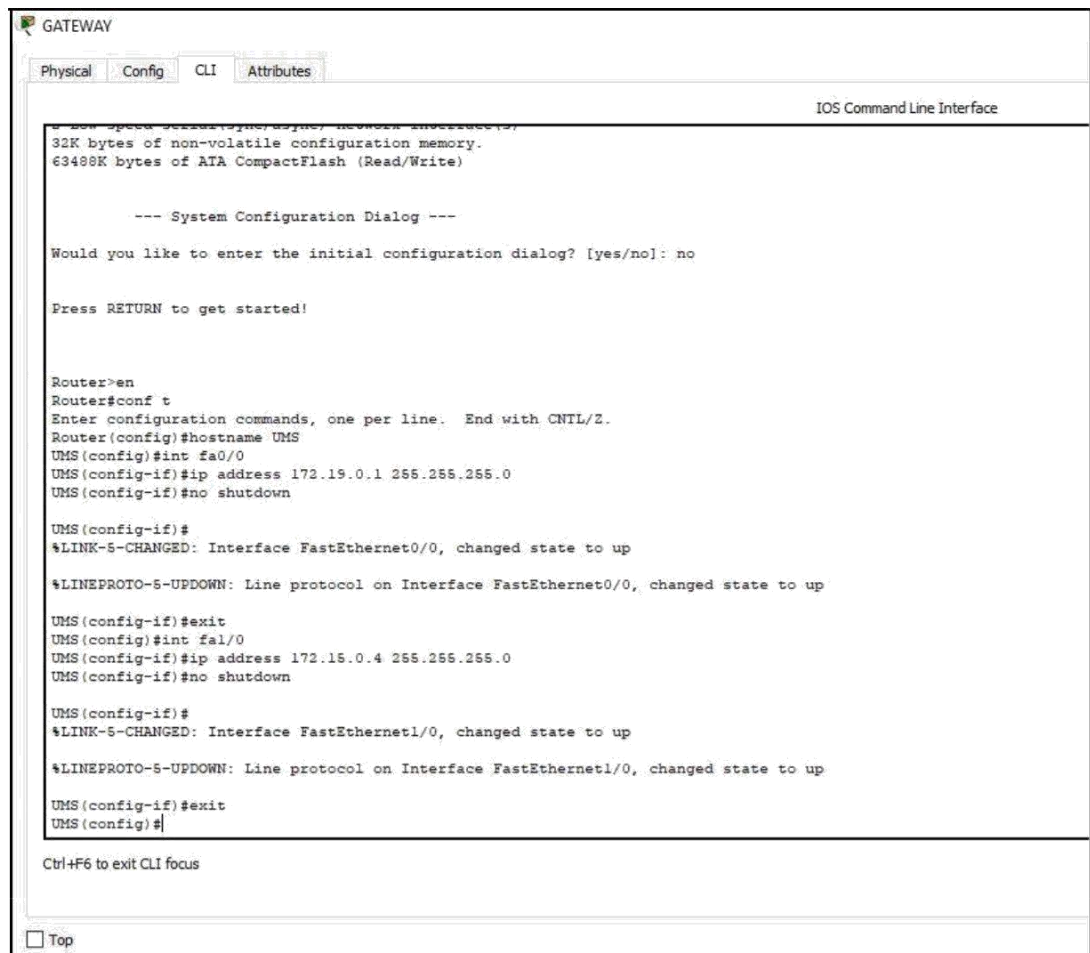 GATEWAY
Physical Config CLI Attributes
IOS Command Line Interface
2 Low-speed serial(sync/async) network interface(s)
32K bytes of non-volatile configuration memory.
63488K bytes of ATA CompactFlash (Read/Write)
--- System Configuration Dialog ---
Would you like to enter the initial configuration dialog? [yes/no]: no
Press RETURN to get started!
Router>en
Router#conf t
Enter configuration commands, one per line. End with CNTL/Z.
Router(config)#hostname UMS
UMS(config)#int fa0/0
UMS(config-if)#ip address 172.19.0.1 255.255.255.0
UMS(config-if)#no shutdown
UMS(config-if)#
%LINK-5-CHANGED: Interface FastEthernet0/0, changed state to up
%LINEPROTO-5-UPDOWN: Line protocol on Interface FastEthernet0/0, changed state to up
UMS(config-if)#exit
UMS(config)#int fa1/0
UMS(config-if)#ip address 172.15.0.4 255.255.255.0
UMS(config-if)#no shutdown
UMS(config-if)#
%LINK-5-CHANGED: Interface FastEthernet1/0, changed state to up
%LINEPROTO-5-UPDOWN: Line protocol on Interface FastEthernet1/0, changed state to up
UMS(config-if)#exit
UMS(config)#
Ctrl+F6 to exit CLI focus
Top